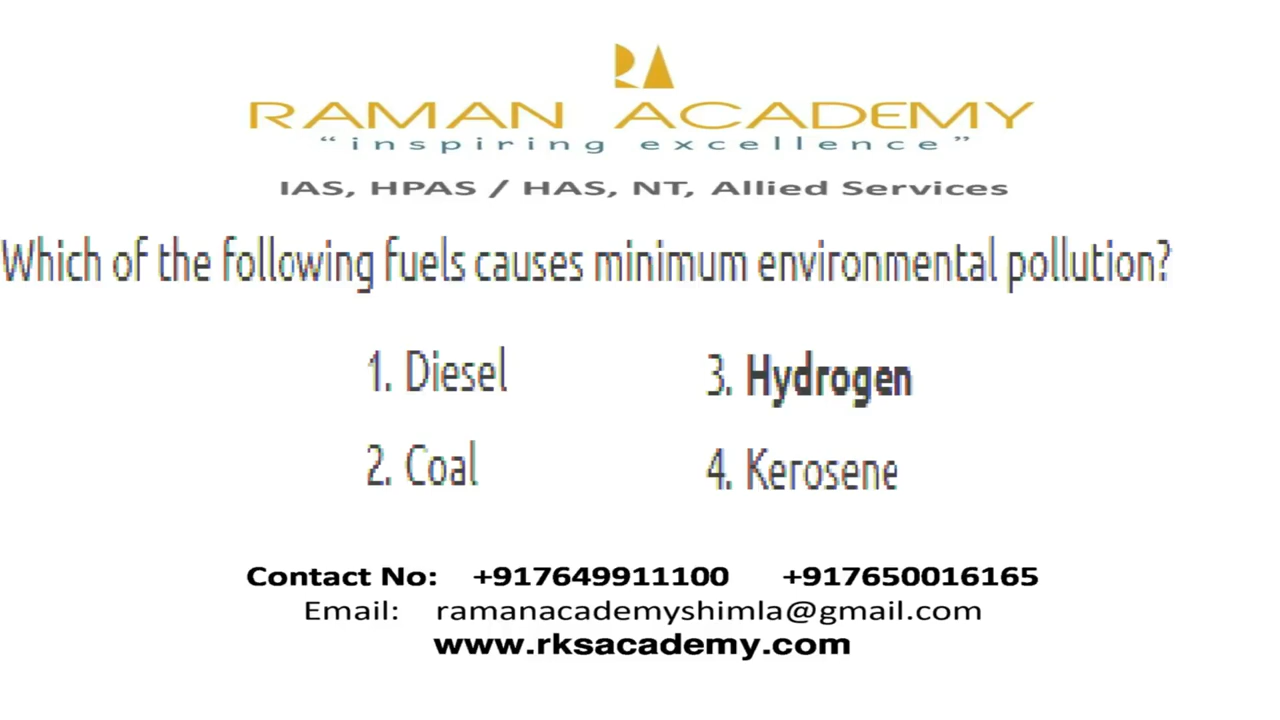 RA
RAMAN ACADEMY
“inspiring excellence”
IAS, HPAS / HAS, NT, Allied Services
Which of the following fuels causes minimum environmental pollution?
1. Diesel
2. Coal
3. Hydrogen
4. Kerosene
Contact No: +917649911100 +917650016165
Email: ramanacademyshimla@gmail.com
www.rksacademy.com